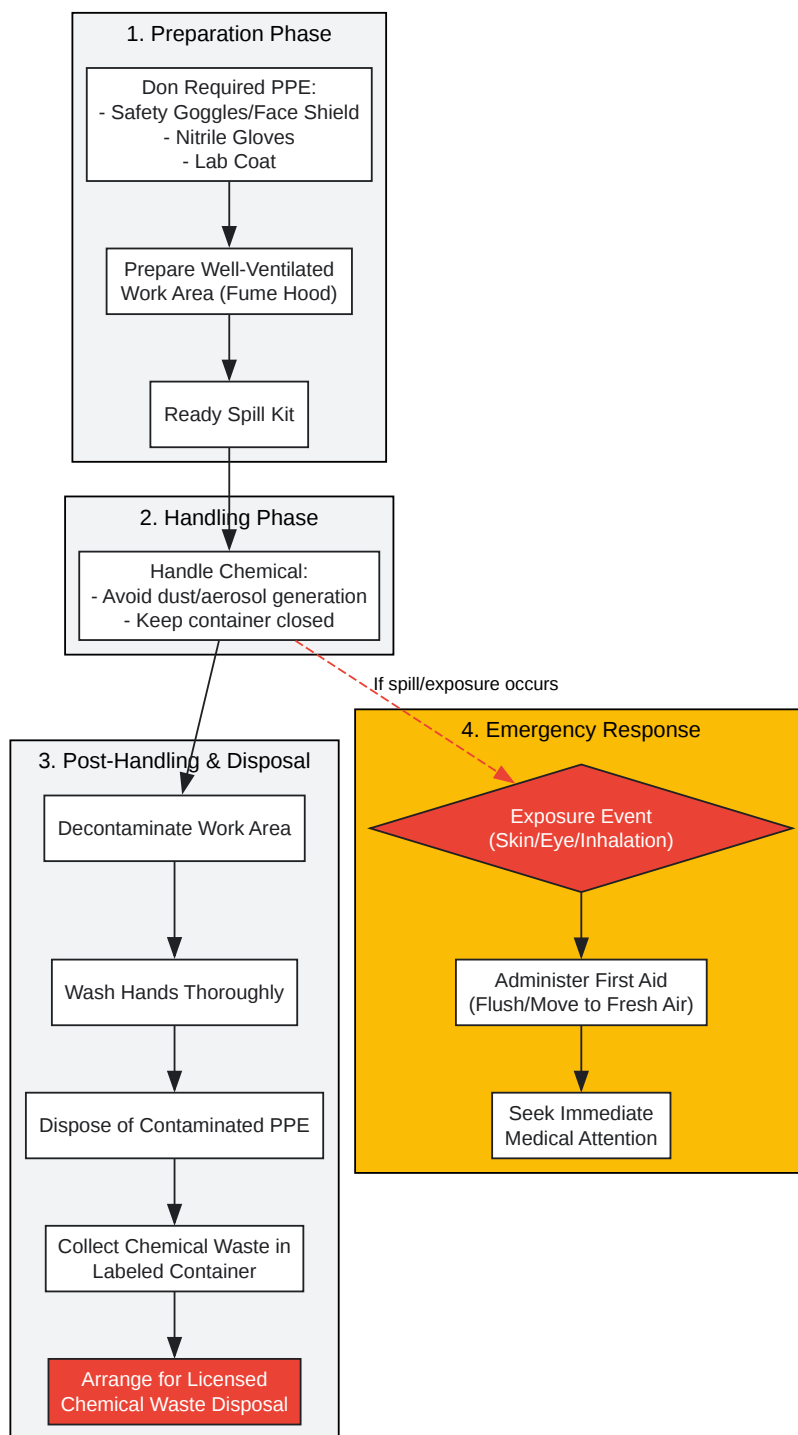 1. Preparation Phase
Don Required PPE:
- Safety Goggles/Face Shield
- Nitrile Gloves
- Lab Coat
Prepare Well-Ventilated
Work Area (Fume Hood)
Ready Spill Kit
2. Handling Phase
Handle Chemical:
- Avoid dust/aerosol generation
- Keep container closed
If spill/exposure occurs
3. Post-Handling & Disposal
Decontaminate Work Area
Wash Hands Thoroughly
Dispose of Contaminated PPE
Collect Chemical Waste in
Labeled Container
Arrange for Licensed
Chemical Waste Disposal
4. Emergency Response
Exposure Event
(Skin/Eye/Inhalation)
Administer First Aid
(Flush/Move to Fresh Air)
Seek Immediate
Medical Attention